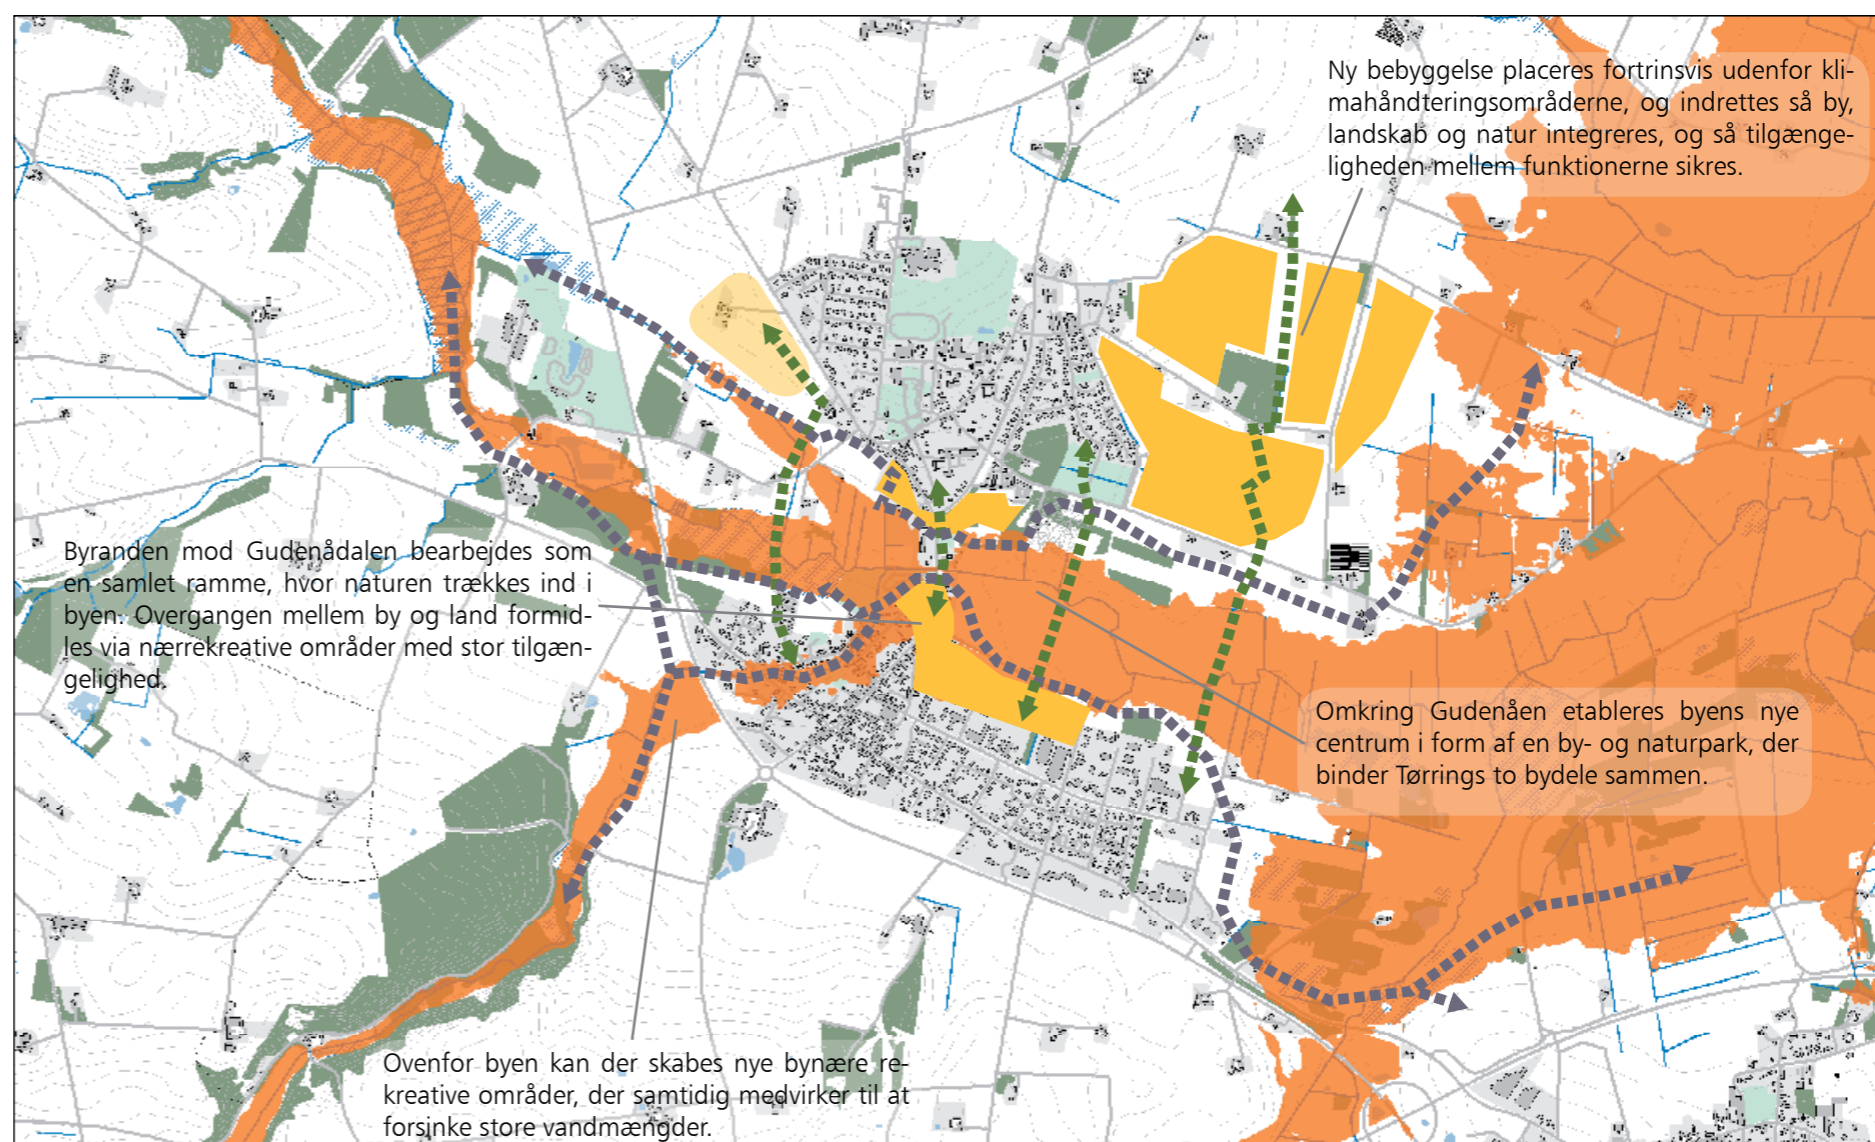 Ny bebyggelse placeres fortrinsvis udenfor kli-
mahåndteringsområderne, og indrettes så by,
landskab og natur integreres, og så tilgænge-
ligheden mellem funktionerne sikres.
Byranden mod Gudenådalen bearbejdes som
en samlet ramme, hvor naturen trækkes ind i
byen. Overgangen mellem by og land formid-
les via nærrekreative områder med stor tilgæn-
gelighed.
Omkring Gudenåen etableres byens nye
centrum i form af en by- og naturpark, der
binder Tørrings to bydele sammen.
Ovenfor byen kan der skabes nye bynære re-
kreative områder, der samtidig medvirker til at
forsinke store vandmængder.